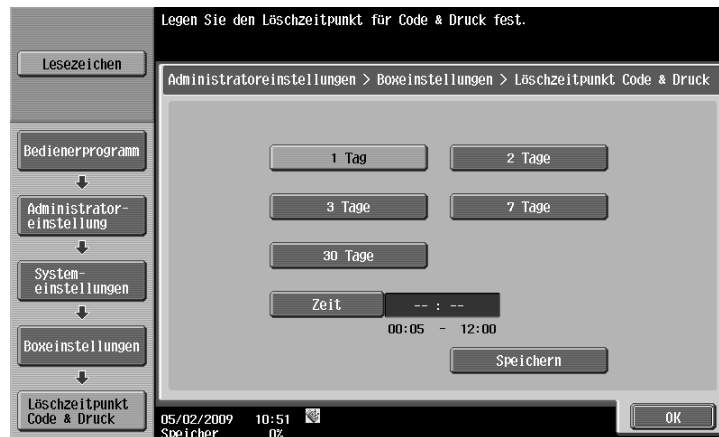 Legen Sie den Löschzeitpunkt für Code & Druck fest.
Lesezeichen
Administratoreinstellungen > Boxeinstellungen > Löschzeitpunkt Code & Druck
Bedienerprogramm
Administrator-
einstellung
System-
einstellungen
Boxeinstellungen
Löschzeitpunkt
Code & Druck
1 Tag
2 Tage
3 Tage
7 Tage
30 Tage
Zeit -- : --
00:05 - 12:00
Speichern
05/02/2009 10:51
Speicher 0%
OK